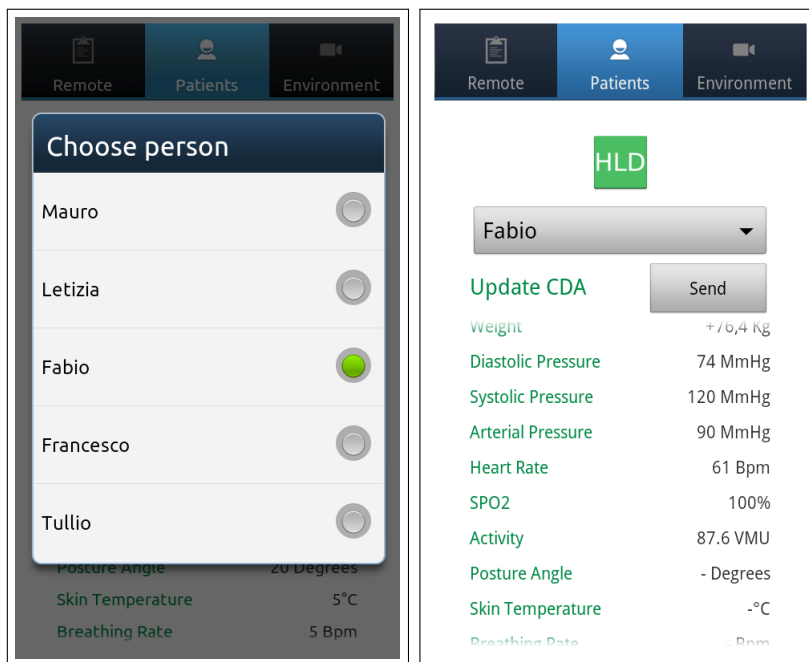 Remote Patients Environment
Choose person
Mauro
Letizia
Fabio
Francesco
Tullio
Posture Angle 20 Degrees
Skin Temperature 5°C
Breathing Rate 5 Bpm
Remote Patients Environment
HLD
Fabio
Update CDA Send
Weight +76,4 Kg
Diastolic Pressure 74 MmHg
Systolic Pressure 120 MmHg
Arterial Pressure 90 MmHg
Heart Rate 61 Bpm
SPO2 100%
Activity 87.6 VMU
Posture Angle - Degrees
Skin Temperature -°C
Breathing Rate - Bpm